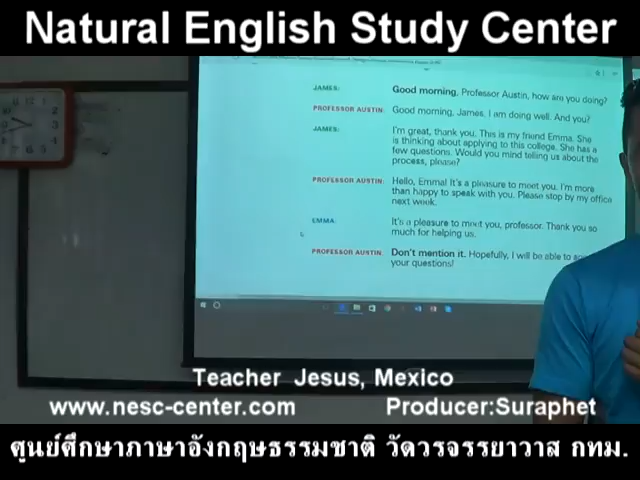 Natural English Study Center
JAMES: Good morning, Professor Austin, how are you doing?
PROFESSOR AUSTIN: Good morning, James. I am doing well. And you?
JAMES: I'm great, thank you. This is my friend Emma. She
is thinking about applying to this college. She has a
few questions. Would you mind telling us about the
process, please?
PROFESSOR AUSTIN: Hello, Emma! It's a pleasure to meet you. I'm more
than happy to speak with you. Please stop by my office
next week.
EMMA: It's a pleasure to meet you, professor. Thank you so
much for helping us.
PROFESSOR AUSTIN: Don't mention it. Hopefully, I will be able to
your questions!
Teacher Jesus, Mexico
www.nesc-center.com Producer:Suraphet
ศูนย์ศึกษาภาษาอังกฤษธรรมชาติ วัดวรจรรยาวาส กทม.